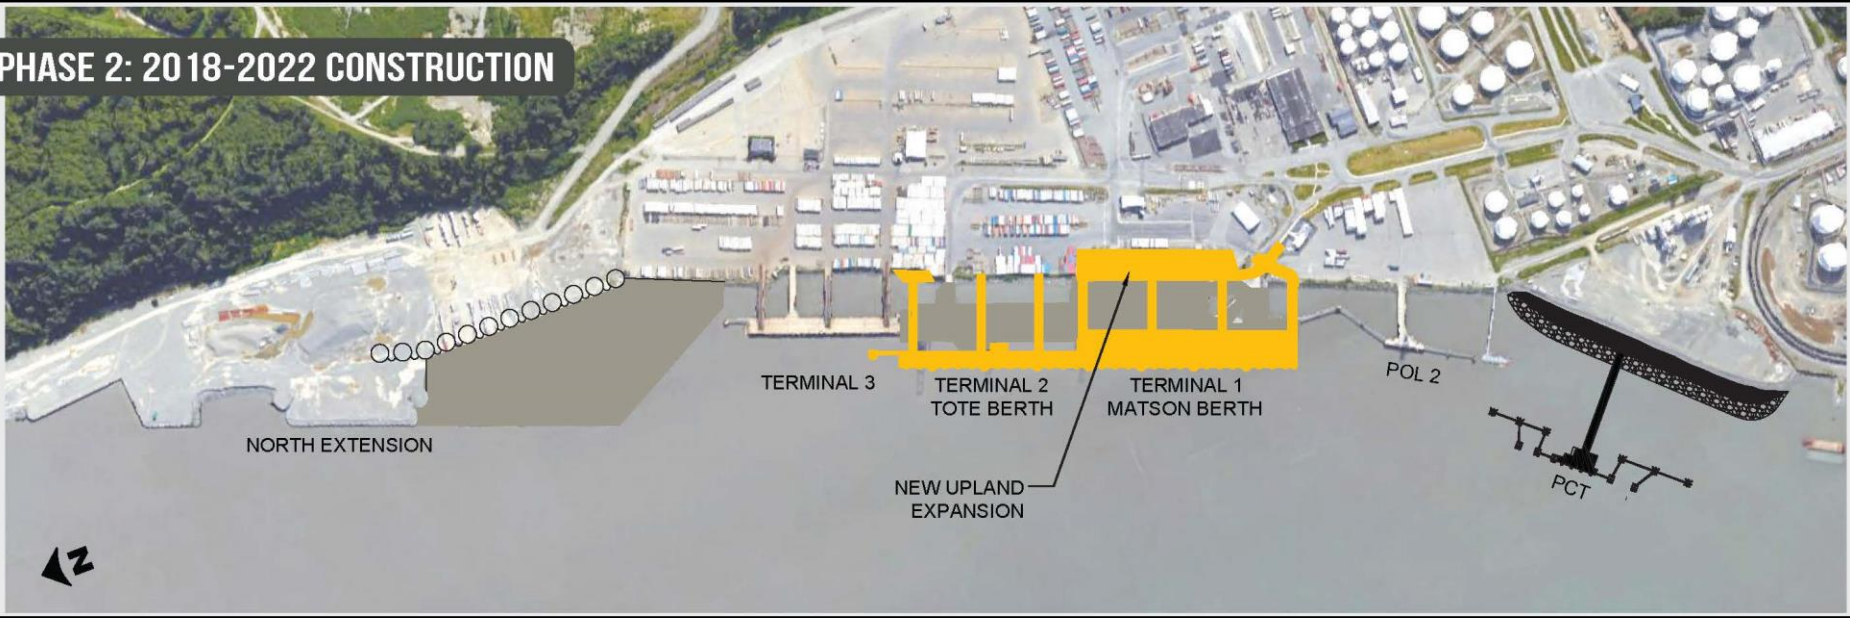 PHASE 2: 2018-2022 CONSTRUCTION
TERMINAL 3
TERMINAL 2
TOTE BERTH
TERMINAL 1
MATSON BERTH
POL 2
NORTH EXTENSION
NEW UPLAND
EXPANSION
PCT
N